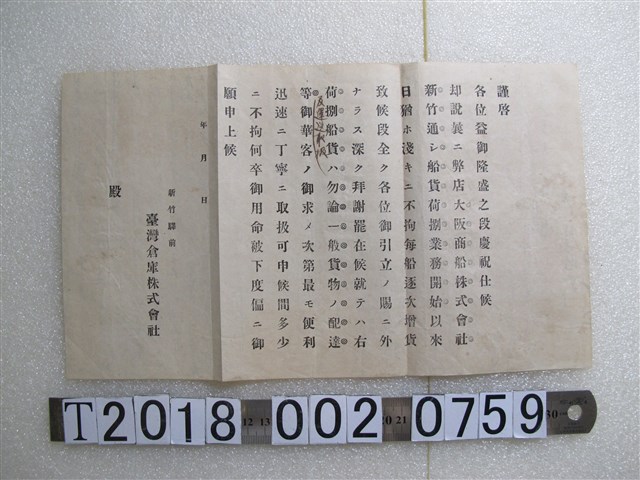 謹啓
各位益御隆盛之段慶祝仕候
却說曩ニ弊店大阪商船株式會社
新竹通シ船貨荷捌業務開始以來
日猶ホ淺キニ不拘每船逐次增貨
致候段全ク各位御引立ノ賜ニ外
ナラス深ク拜謝罷在候就テハ右
荷捌船貨ハ勿論一般貨物ノ配達
等御華客ノ御求メ次第最モ便利
迅速ニ丁寧ニ取扱可申候間多少
ニ不拘何卒御用命被下度偏ニ御
願申上候
年 月 日
新竹驛前
臺灣倉庫株式會社
殿
T2018 002 0759
12 13
20 21
30